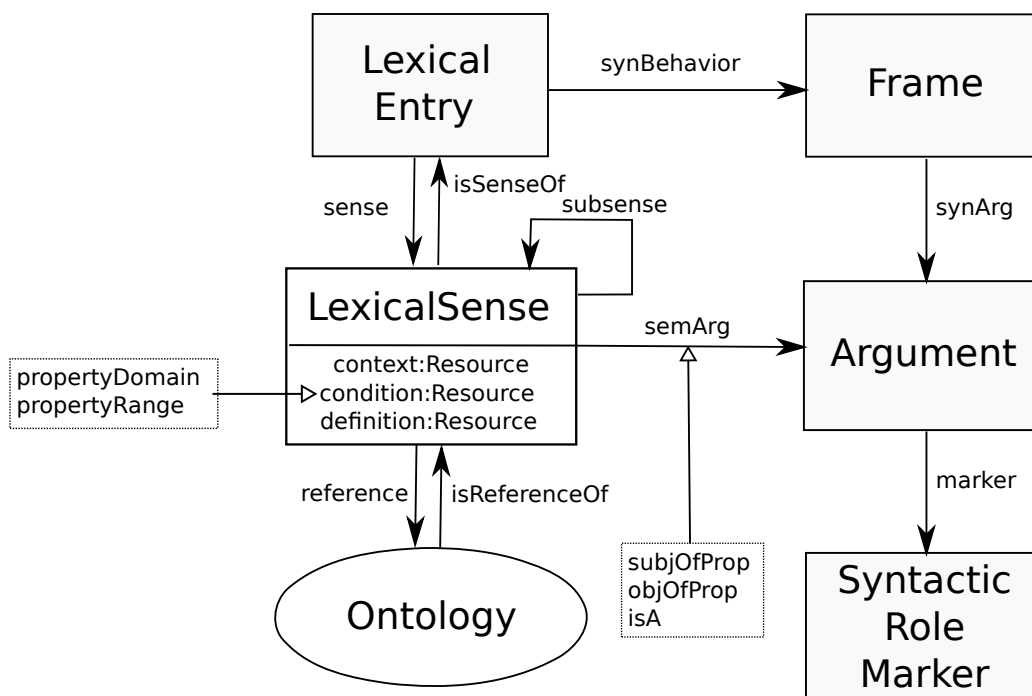 Lexical
Entry
synBehavior
Frame
sense
isSenseOf
subsense
synArg
LexicalSense
context:Resource
condition:Resource
definition:Resource
propertyDomain
propertyRange
semArg
Argument
reference
isReferenceOf
marker
subjOfProp
objOfProp
isA
Ontology
Syntactic
Role
Marker